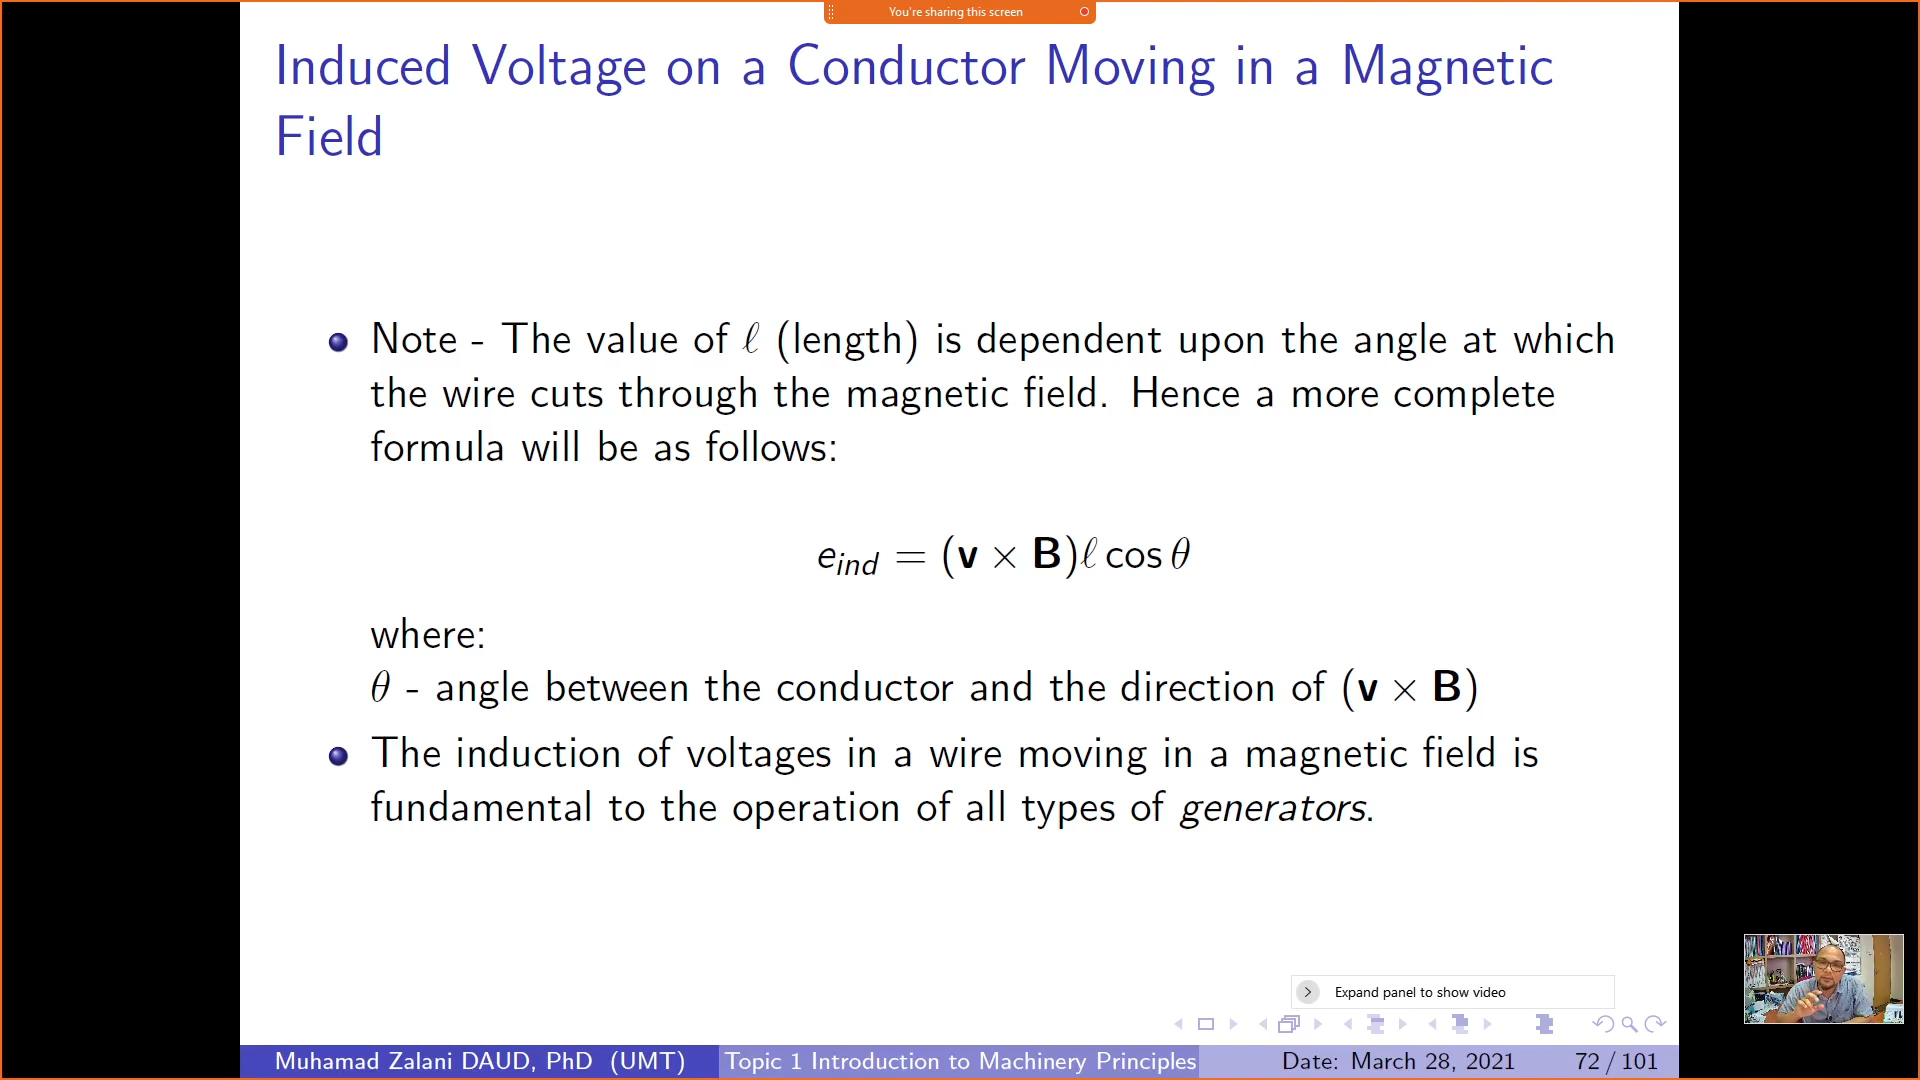 You're sharing this screen
Induced Voltage on a Conductor Moving in a Magnetic
Field
Note - The value of ℓ (length) is dependent upon the angle at which
the wire cuts through the magnetic field. Hence a more complete
formula will be as follows:
e_ind = (v × B)ℓ cos θ
where:
θ - angle between the conductor and the direction of (v × B)
The induction of voltages in a wire moving in a magnetic field is
fundamental to the operation of all types of generators.
Expand panel to show video
Muhamad Zalani DAUD, PhD (UMT) Topic 1 Introduction to Machinery Principles Date: March 28, 2021 72 / 101